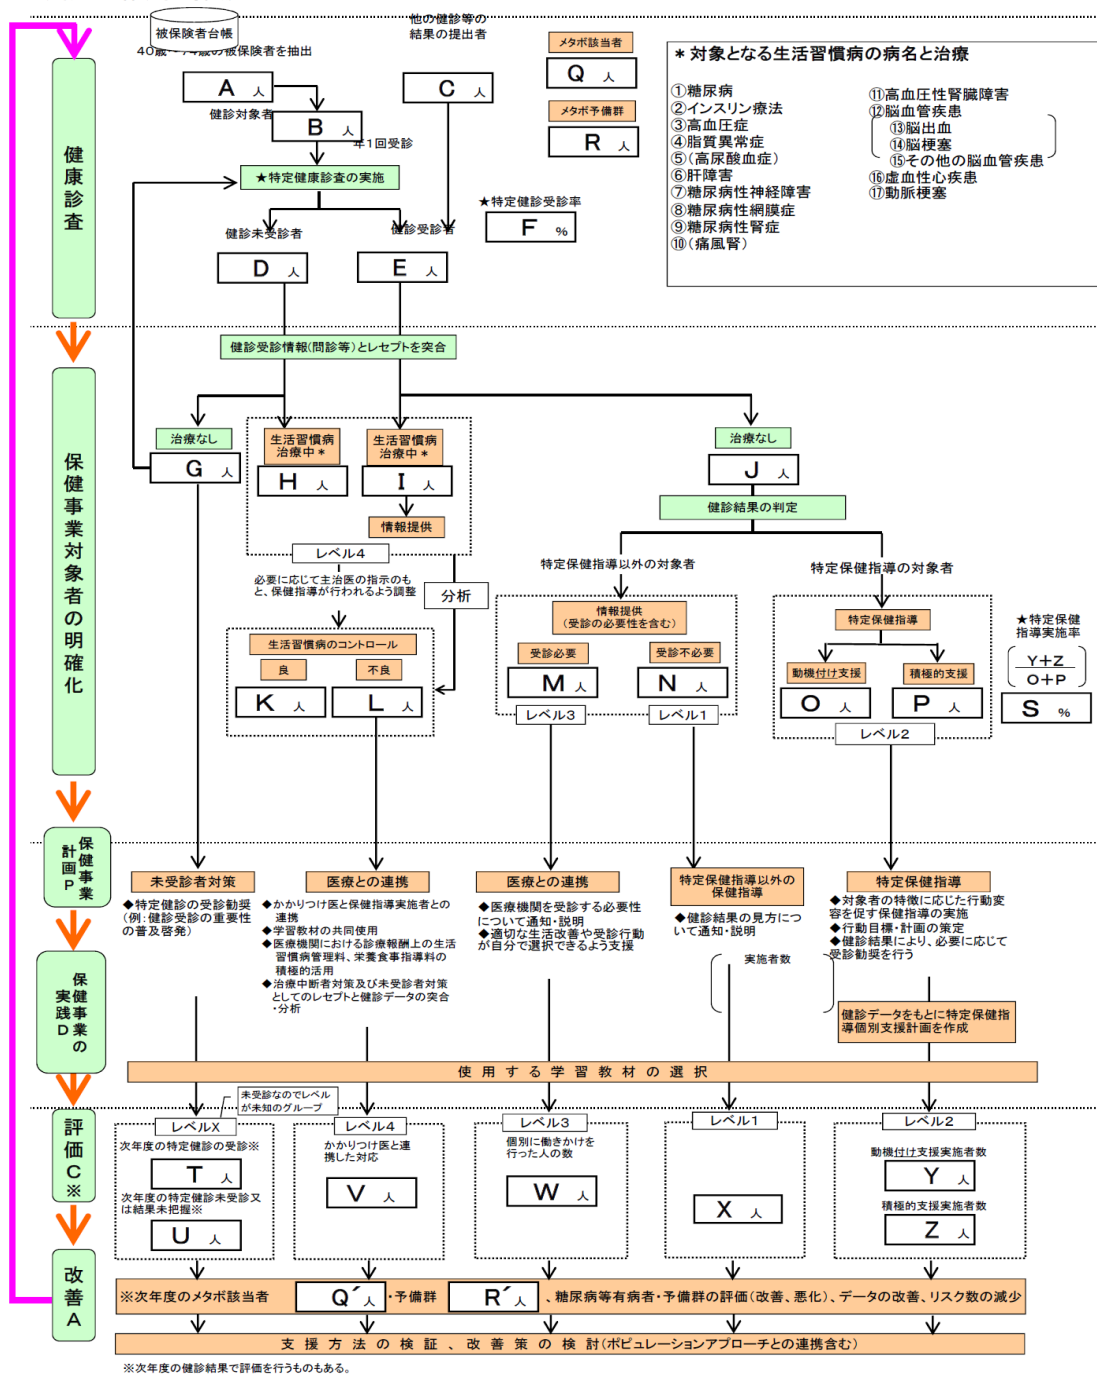 被保険者台帳
40歳~74歳の被保険者を抽出
A 人
健診対象者
B 人
年1回受診
他の健診等の
結果の提出者
C 人
メタボ該当者
Q 人
メタボ予備群
R 人
*対象となる生活習慣病の病名と治療
①糖尿病
②インスリン療法
③高血圧症
④脂質異常症
⑤(高尿酸血症)
⑥肝障害
⑦糖尿病性神経障害
⑧糖尿病性網膜症
⑨糖尿病性腎症
⑩(痛風腎)
⑪高血圧性腎臓障害
⑫脳血管疾患
⑬脳出血
⑭脳梗塞
⑮その他の脳血管疾患
⑯虚血性心疾患
⑰動脈梗塞
健康診査
★特定健康診査の実施
★特定健診受診率
F %
健診未受診者
D 人
健診受診者
E 人
健診受診情報(問診等)とレセプトを突合
保健事業対象者の明確化
治療なし
G 人
生活習慣病
治療中*
H 人
生活習慣病
治療中*
I 人
情報提供
レベル4
治療なし
J 人
健診結果の判定
必要に応じて主治医の指示のも
と、保健指導が行われるよう調整
分析
生活習慣病のコントロール
良
不良
K 人
L 人
特定保健指導以外の対象者
情報提供
(受診の必要性を含む)
受診必要
受診不必要
M 人
N 人
レベル3
レベル1
特定保健指導の対象者
特定保健指導
動機付け支援
積極的支援
O 人
P 人
レベル2
★特定保健
指導実施率
Y+Z
O+P
S %
保健事業
計画P
未受診者対策
◆特定健診の受診勧奨
(例:健診受診の重要性
の普及啓発)
医療との連携
◆かかりつけ医と保健指導実施者との
連携
◆学習教材の共同使用
◆医療機関における診療報酬上の生活
習慣病管理料、栄養食事指導料の
積極的活用
◆治療中断者対策及び未受診者対策
としてのレセプトと健診データの突合
・分析
医療との連携
◆医療機関を受診する必要性
について通知・説明
◆適切な生活改善や受診行動
が自分で選択できるよう支援
特定保健指導以外の
保健指導
◆健診結果の見方につ
いて通知・説明
実施者数
特定保健指導
◆対象者の特徴に応じた行動変
容を促す保健指導の実施
◆行動目標・計画の策定
◆健診結果により、必要に応じて
受診勧奨を行う
健診データをもとに特定保健指
導個別支援計画を作成
保健事業の
実践D
使用する学習教材の選択
評価C※
未受診なのでレベル
が未知のグループ
レベルX
次年度の特定健診の受診※
T 人
次年度の特定健診未受診又
は結果未把握※
U 人
レベル4
かかりつけ医と連
携した対応
V 人
レベル3
個別に働きかけを
行った人の数
W 人
レベル1
X 人
レベル2
動機付け支援実施者数
Y 人
積極的支援実施者数
Z 人
改善A
※次年度のメタボ該当者 Q´人 ・予備群 R´人 、糖尿病等有病者・予備群の評価(改善、悪化)、データの改善、リスク数の減少
支援方法の検証、改善策の検討(ポピュレーションアプローチとの連携含む)
※次年度の健診結果で評価を行うものもある。